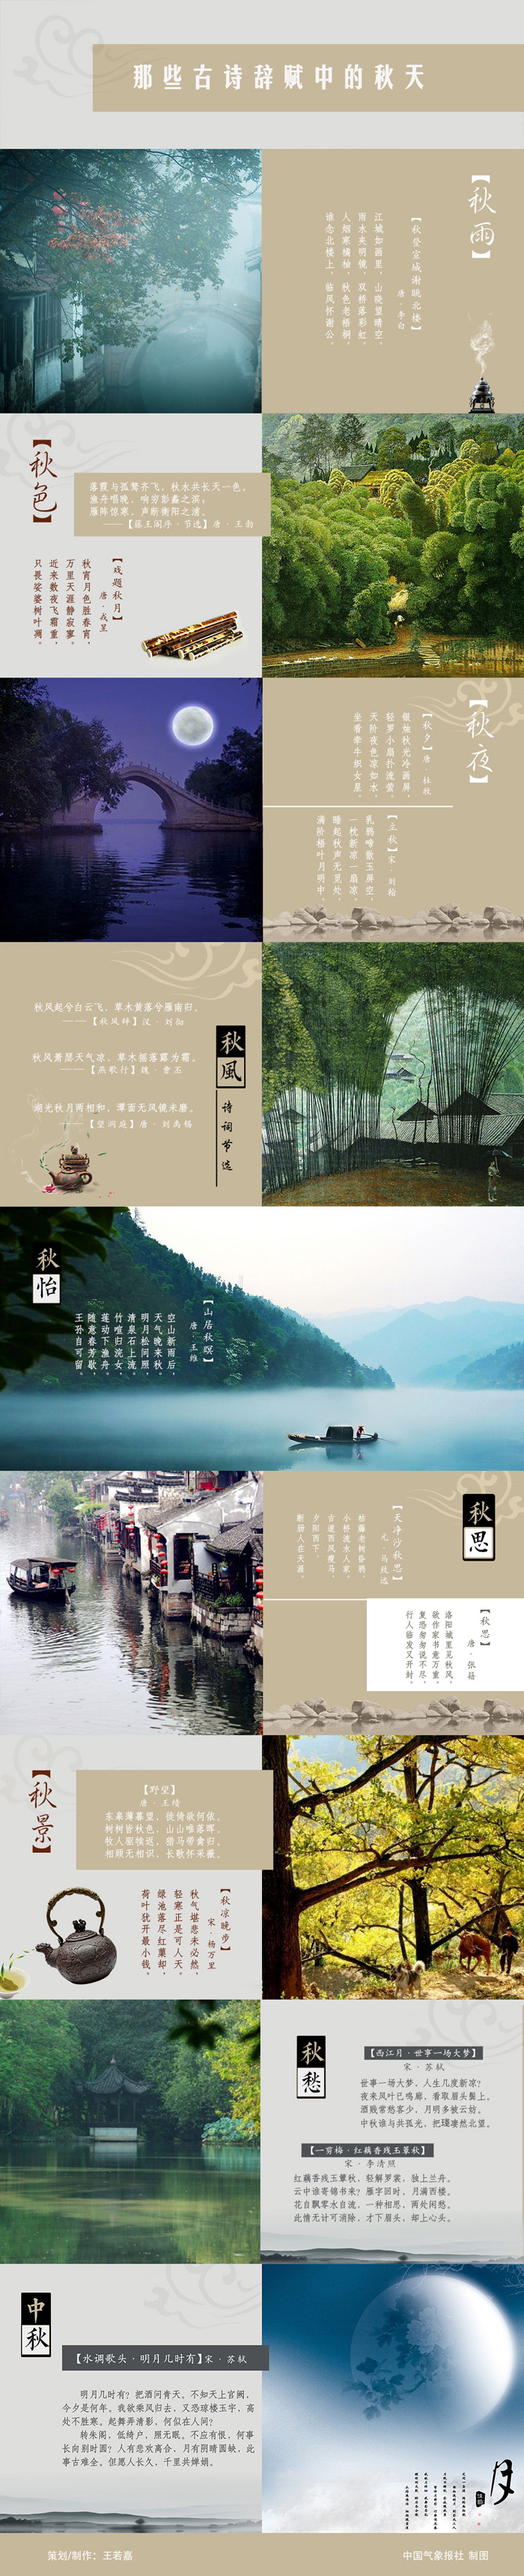 那些古诗辞赋中的秋天
【秋雨】
【秋登宣城谢朓北楼】
唐·李白
江城如画里，山晓望晴空。
雨水夹明镜，双桥落彩虹。
人烟寒橘柚，秋色老梧桐。
谁念北楼上，临风怀谢公。
【秋色】
落霞与孤鹜齐飞，秋水共长天一色。
渔舟唱晚，响穷彭蠡之滨；
雁阵惊寒，声断衡阳之浦。
——【滕王阁序·节选】唐·王勃
【戏题秋月】
唐·戎昱
秋宵月色胜春宵，
万里天涯静寂寥。
近来数夜飞霜重，
只畏娑婆树叶凋。
【秋夜】
【秋夕】唐·杜牧
银烛秋光冷画屏，
轻罗小扇扑流萤。
天阶夜色凉如水，
坐看牵牛织女星。
【立秋】宋·刘翰
乳鸦啼散玉屏空，
一枕新凉一扇凉。
睡起秋声无觅处，
满阶梧叶月明中。
秋風
诗词节选
秋风起兮白云飞，草木黄落兮雁南归。
——【秋风辞】汉·刘彻
秋风萧瑟天气凉，草木摇落露为霜。
——【燕歌行】魏·曹丕
湖光秋月两相和，潭面无风镜未磨。
——【望洞庭】唐·刘禹锡
秋怡
【山居秋暝】
唐·王维
空山新雨后，
天气晚来秋。
明月松间照，
清泉石上流。
竹喧归浣女，
莲动下渔舟。
随意春芳歇，
王孙自可留。
秋思
【天净沙秋思】
元·马致远
枯藤老树昏鸦，
小桥流水人家，
古道西风瘦马。
夕阳西下，
断肠人在天涯。
【秋思】
唐·张籍
洛阳城里见秋风，
欲作家书意万重。
复恐匆匆说不尽，
行人临发又开封。
【秋景】
【野望】
唐·王绩
东皋薄暮望，徙倚欲何依。
树树皆秋色，山山唯落晖。
牧人驱犊返，猎马带禽归。
相顾无相识，长歌怀采薇。
【秋凉晚步】
宋·杨万里
秋气堪悲未必然，
轻寒正是可人天。
绿池落尽红蕖却，
荷叶犹开最小钱。
秋愁
【西江月·世事一场大梦】
宋·苏轼
世事一场大梦，人生几度新凉？
夜来风叶已鸣廊，看取眉头鬓上。
酒贱常愁客少，月明多被云妨。
中秋谁与共孤光，把琖凄然北望。
【一剪梅·红藕香残玉簟秋】
宋·李清照
红藕香残玉簟秋，轻解罗裳，独上兰舟。
云中谁寄锦书来？雁字回时，月满西楼。
花自飘零水自流，一种相思，两处闲愁。
此情无计可消除，才下眉头，却上心头。
中秋
【水调歌头·明月几时有】宋·苏轼
明月几时有？把酒问青天。不知天上宫阙，
今夕是何年。我欲乘风归去，又恐琼楼玉宇，高
处不胜寒。起舞弄清影，何似在人间？
转朱阁，低绮户，照无眠。不应有恨，何事
长向别时圆？人有悲欢离合，月有阴晴圆缺，此
事古难全。但愿人长久，千里共婵娟。
月
策划/制作：王若嘉
中国气象报社 制图